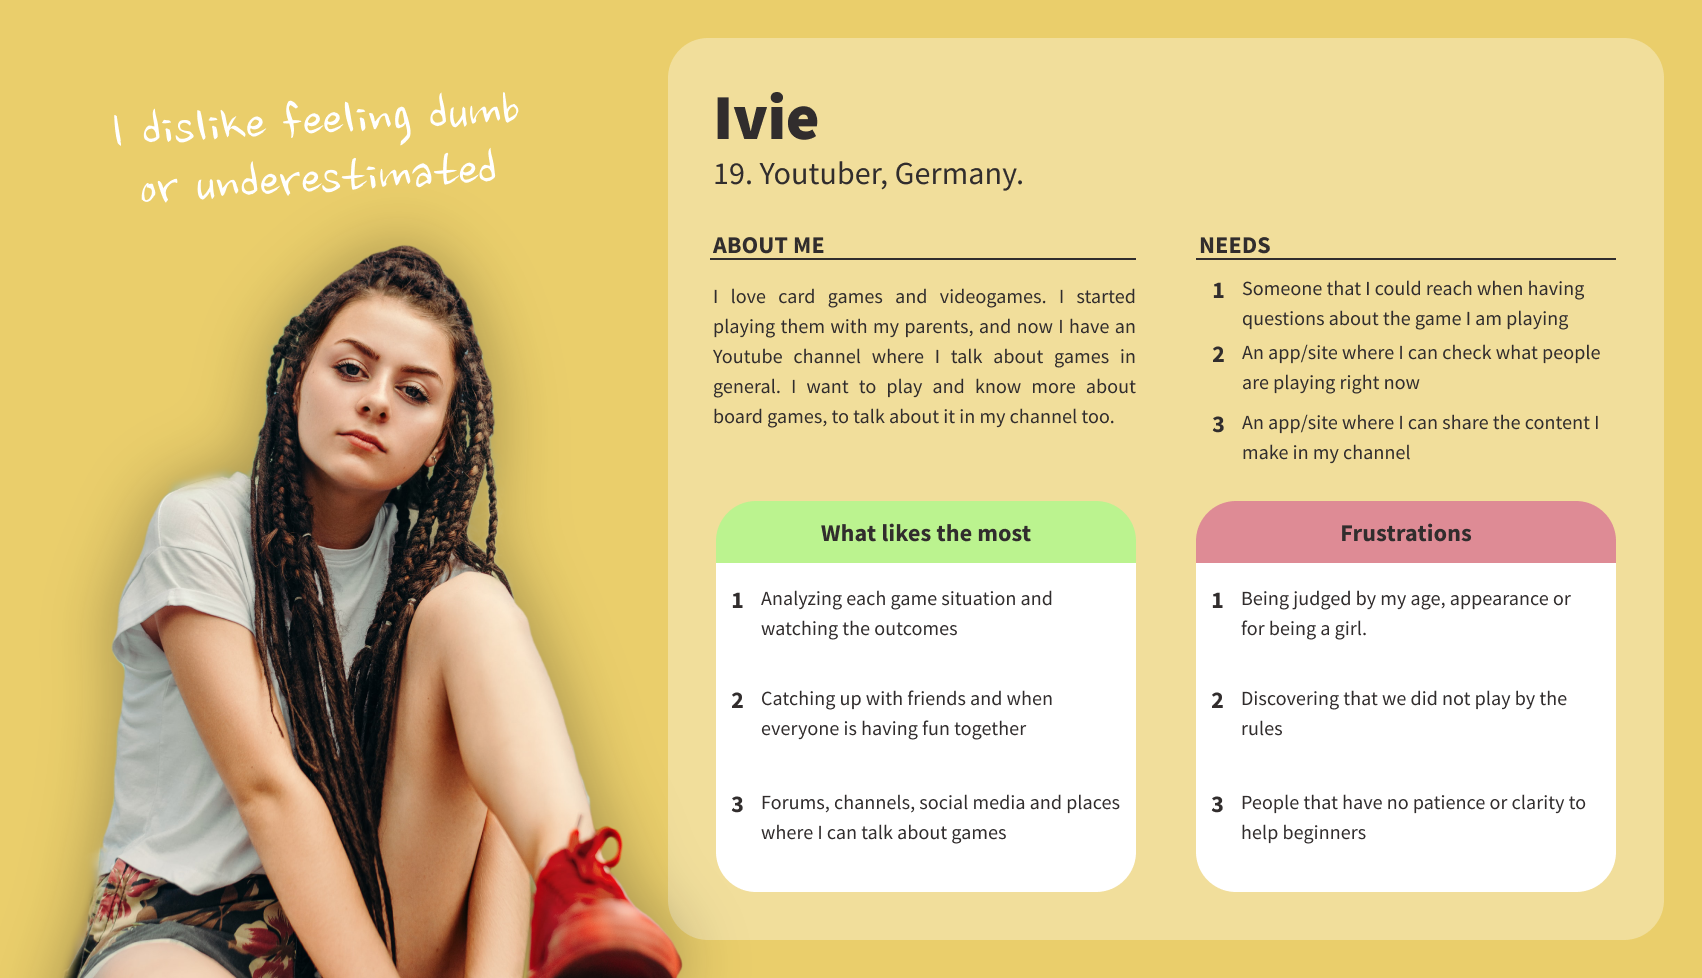 I dislike feeling dumb
or underestimated
Ivie
19. Youtuber, Germany.
ABOUT ME
I love card games and videogames. I started
playing them with my parents, and now I have an
Youtube channel where I talk about games in
general. I want to play and know more about
board games, to talk about it in my channel too.
NEEDS
1 Someone that I could reach when having
questions about the game I am playing
2 An app/site where I can check what people
are playing right now
3 An app/site where I can share the content I
make in my channel
What likes the most
1 Analyzing each game situation and
watching the outcomes
2 Catching up with friends and when
everyone is having fun together
3 Forums, channels, social media and places
where I can talk about games
Frustrations
1 Being judged by my age, appearance or
for being a girl.
2 Discovering that we did not play by the
rules
3 People that have no patience or clarity to
help beginners